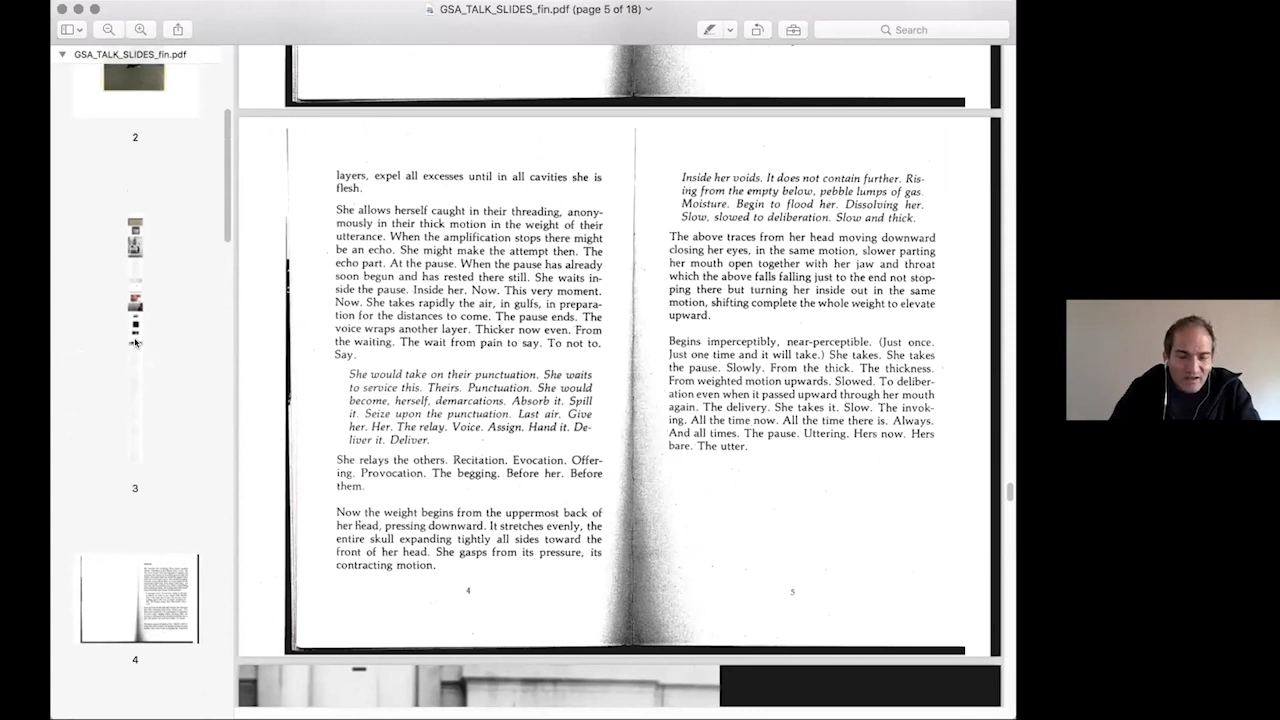 GSA_TALK_SLIDES_fin.pdf (page 5 of 18)
Search
GSA_TALK_SLIDES_fin.pdf
2
3
4
layers, expel all excesses until in all cavities she is
flesh.
She allows herself caught in their threading, anony-
mously in their thick motion in the weight of their
utterance. When the amplification stops there might
be an echo. She might make the attempt then. The
echo part. At the pause. When the pause has already
soon begun and has rested there still. She waits in-
side the pause. Inside her. Now. This very moment.
Now. She takes rapidly the air, in gulfs, in prepara-
tion for the distances to come. The pause ends. The
voice wraps another layer. Thicker now even. From
the waiting. The wait from pain to say. To not to.
Say.
She would take on their punctuation. She waits
to service this. Theirs. Punctuation. She would
become, herself, demarcations. Absorb it. Spill
it. Seize upon the punctuation. Last air. Give
her. Her. The relay. Voice. Assign. Hand it. De-
liver it. Deliver.
She relays the others. Recitation. Evocation. Offer-
ing. Provocation. The begging. Before her. Before
them.
Now the weight begins from the uppermost back of
her head, pressing downward. It stretches evenly, the
entire skull expanding tightly all sides toward the
front of her head. She gasps from its pressure, its
contracting motion.
4
Inside her voids. It does not contain further. Ris-
ing from the empty below, pebble lumps of gas.
Moisture. Begin to flood her. Dissolving her.
Slow, slowed to deliberation. Slow and thick.
The above traces from her head moving downward
closing her eyes, in the same motion, slower parting
her mouth open together with her jaw and throat
which the above falls falling just to the end not stop-
ping there but turning her inside out in the same
motion, shifting complete the whole weight to elevate
upward.
Begins imperceptibly, near-perceptible. (Just once.
Just one time and it will take.) She takes. She takes
the pause. Slowly. From the thick. The thickness.
From weighted motion upwards. Slowed. To deliber-
ation even when it passed upward through her mouth
again. The delivery. She takes it. Slow. The invok-
ing. All the time now. All the time there is. Always.
And all times. The pause. Uttering. Hers now. Hers
bare. The utter.
5